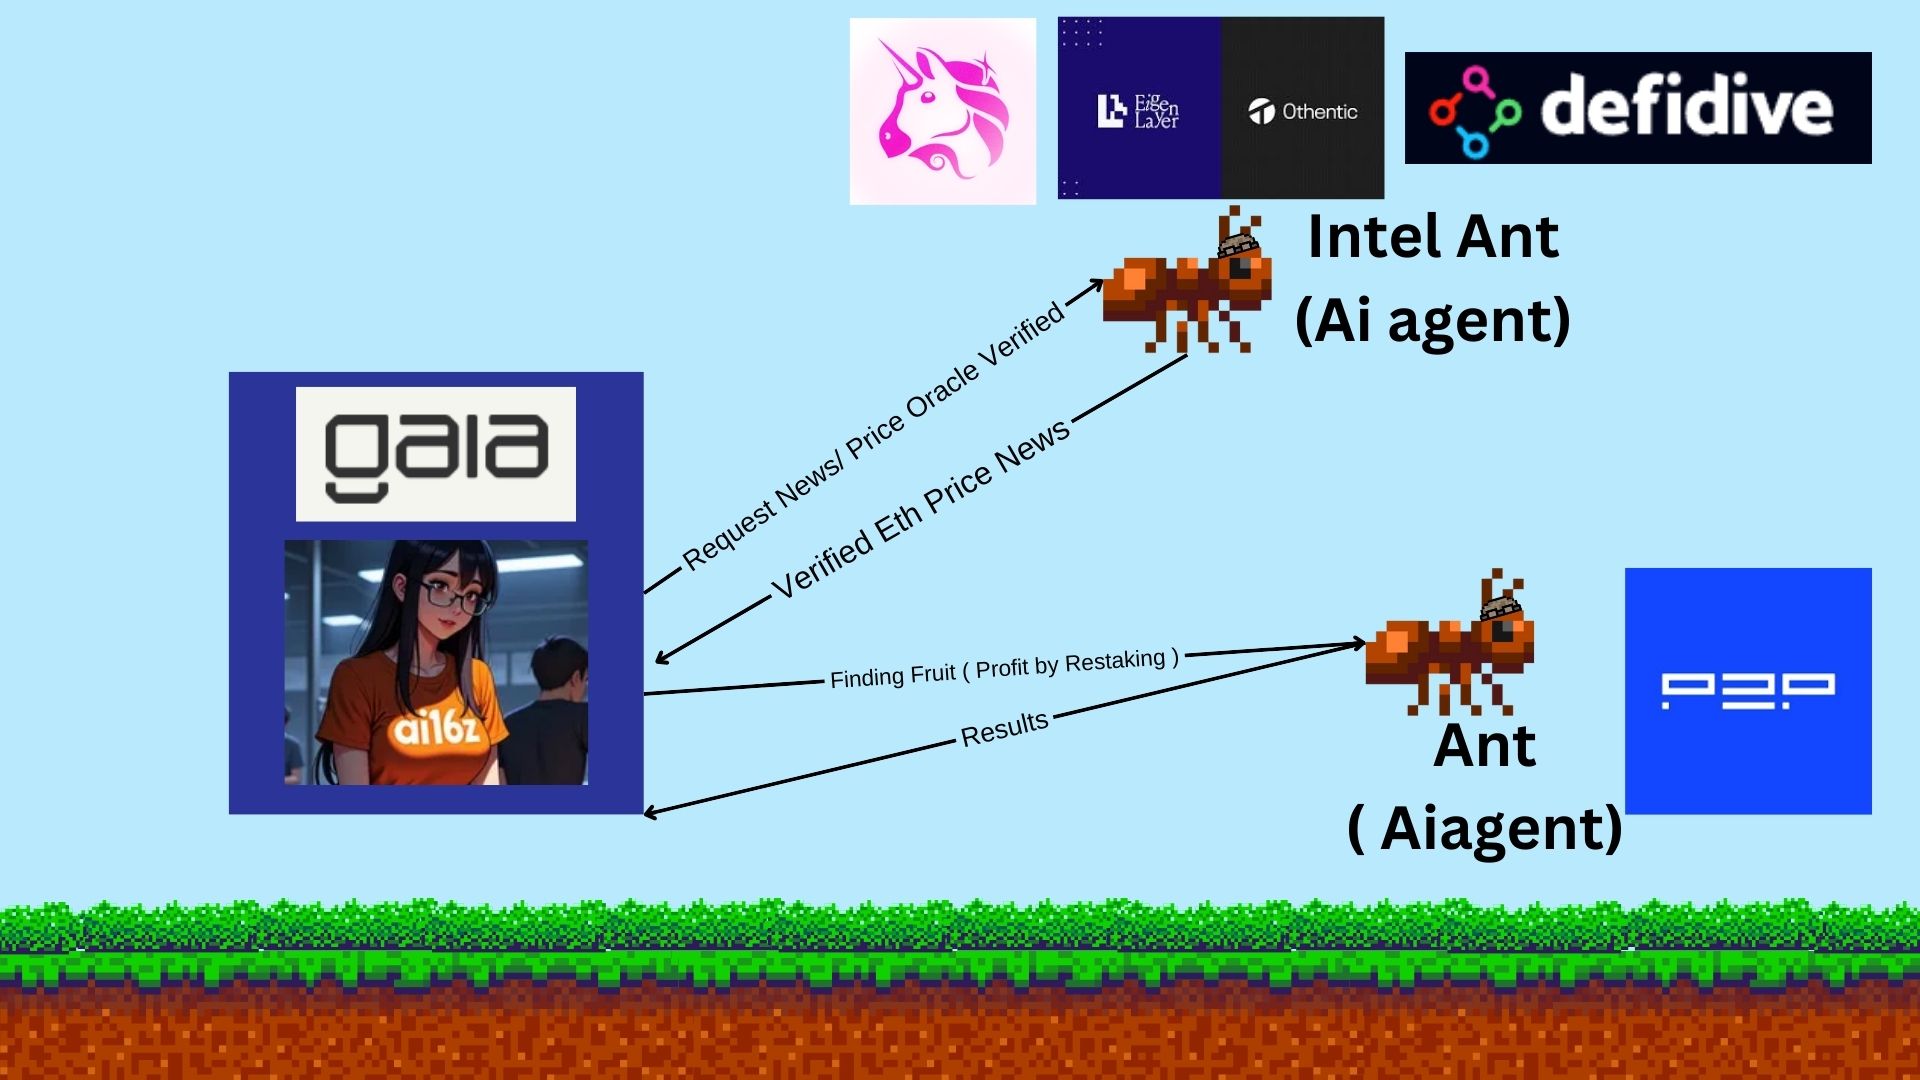 Eigen
Layer
Othentic
defidive
Intel Ant
(Ai agent)
Request News/ Price Oracle Verified
Verified Eth Price News
gaia
ai16z
Finding Fruit ( Profit by Restaking )
Results
P2P
Ant
( Aiagent)